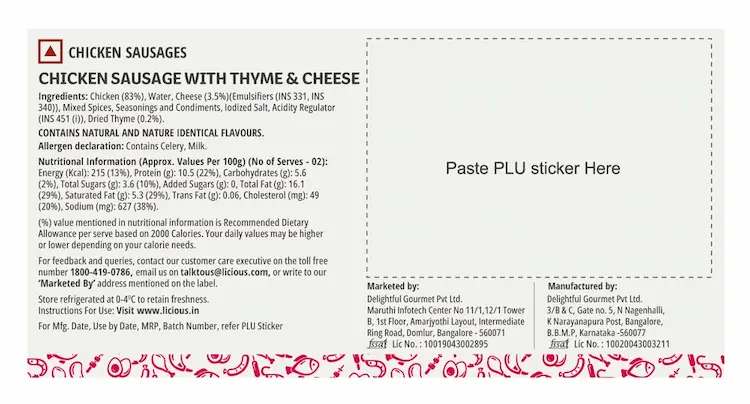 CHICKEN SAUSAGES
CHICKEN SAUSAGE WITH THYME & CHEESE
Ingredients: Chicken (83%), Water, Cheese (3.5%)(Emulsifiers (INS 331, INS
340)), Mixed Spices, Seasonings and Condiments, Iodized Salt, Acidity Regulator
(INS 451 (i)), Dried Thyme (0.2%).
CONTAINS NATURAL AND NATURE IDENTICAL FLAVOURS.
Allergen declaration: Contains Celery, Milk.
Nutritional Information (Approx. Values Per 100g) (No of Serves - 02):
Energy (Kcal): 215 (13%), Protein (g): 10.5 (22%), Carbohydrates (g): 5.6
(2%), Total Sugars (g): 3.6 (10%), Added Sugars (g): 0, Total Fat (g): 16.1
(29%), Saturated Fat (g): 5.3 (29%), Trans Fat (g): 0.06, Cholesterol (mg): 49
(20%), Sodium (mg): 627 (38%).
(%) value mentioned in nutritional information is Recommended Dietary
Allowance per serve based on 2000 Calories. Your daily values may be higher
or lower depending on your calorie needs.
For feedback and queries, contact our customer care executive on the toll free
number 1800-419-0786, email us on talktous@licious.com, or write to our
'Marketed By' address mentioned on the label.
Store refrigerated at 0-4ºC to retain freshness.
Instructions For Use: Visit www.licious.in
For Mfg. Date, Use by Date, MRP, Batch Number, refer PLU Sticker
Paste PLU sticker Here
Marketed by:
Delightful Gourmet Pvt Ltd.
Maruthi Infotech Center No 11/1,12/1 Tower
B, 1st Floor, Amarjyothi Layout, Intermediate
Ring Road, Domlur, Bangalore - 560071
fssai Lic No. : 10019043002895
Manufactured by:
Delightful Gourmet Pvt Ltd.
3/B & C, Gate no. 5, N Nagenhalli,
K Narayanapura Post, Bangalore,
B.B.M.P, Karnataka -560077
fssai Lic No. : 10020043003211